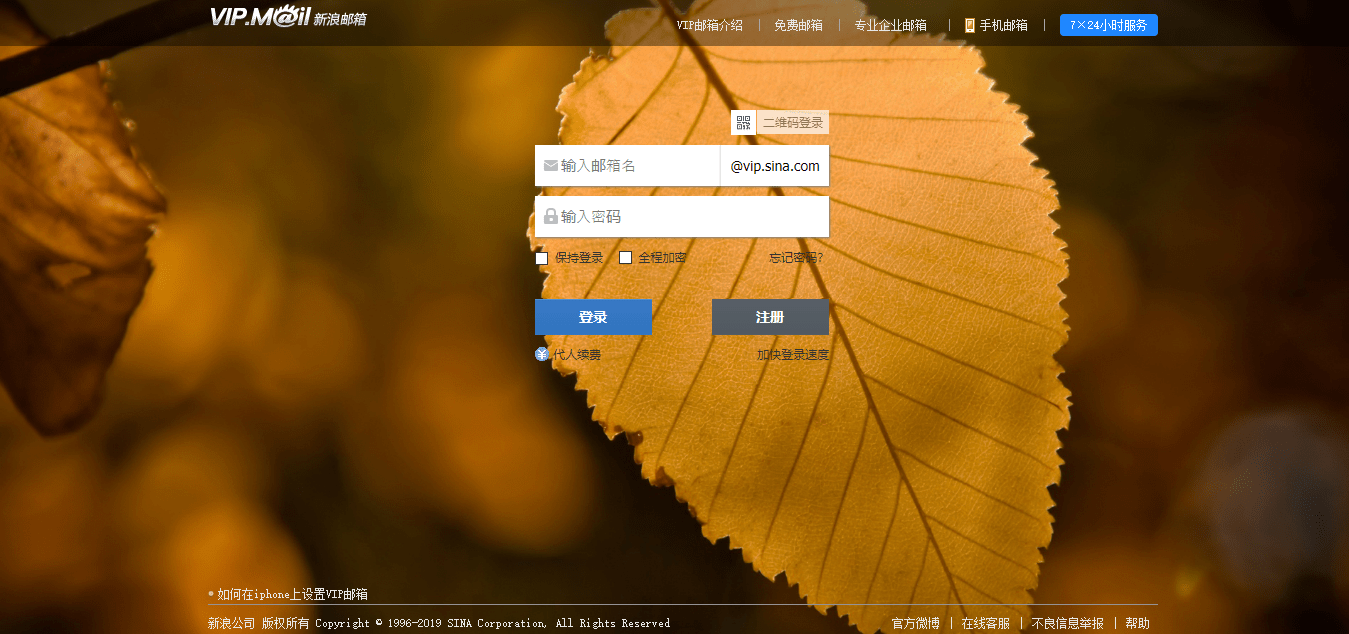 VIP.M@il 新浪邮箱
VIP邮箱介绍 | 免费邮箱 | 专业企业邮箱 | 手机邮箱 | 7×24小时服务
二维码登录
输入邮箱名 @vip.sina.com
输入密码
保持登录 全程加密 忘记密码?
登录 注册
代人续费 加快登录速度
如何在iphone上设置VIP邮箱
新浪公司 版权所有 Copyright © 1996-2019 SINA Corporation, All Rights Reserved 官方微博 | 在线客服 | 不良信息举报 | 帮助